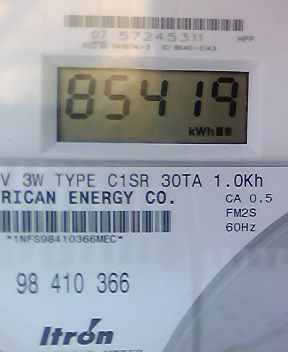 07 57245311
85419
kWh
V 3W TYPE C1SR 30TA 1.0Kh
RICAN ENERGY CO.
CA 0.5
FM2S
60Hz
*1NFS98410366MEC*
98 410 366
Itrón